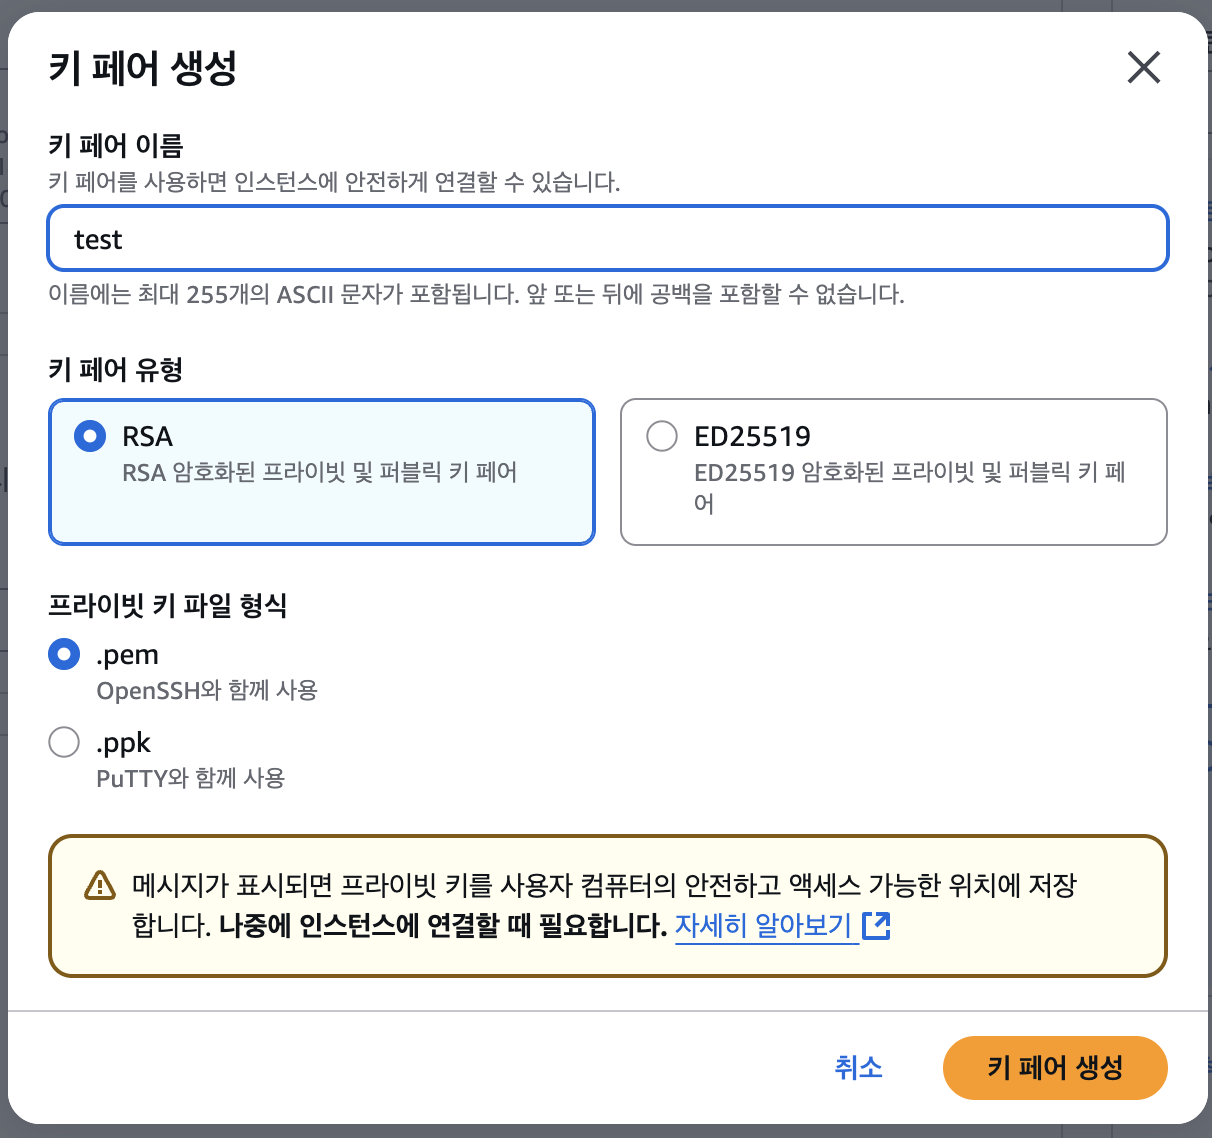 키 페어 생성
키 페어 이름
키 페어를 사용하면 인스턴스에 안전하게 연결할 수 있습니다.
test
이름에는 최대 255개의 ASCII 문자가 포함됩니다. 앞 또는 뒤에 공백을 포함할 수 없습니다.
키 페어 유형
RSA
RSA 암호화된 프라이빗 및 퍼블릭 키 페어
ED25519
ED25519 암호화된 프라이빗 및 퍼블릭 키 페
어
프라이빗 키 파일 형식
.pem
OpenSSH와 함께 사용
.ppk
PuTTY와 함께 사용
메시지가 표시되면 프라이빗 키를 사용자 컴퓨터의 안전하고 액세스 가능한 위치에 저장
합니다. 나중에 인스턴스에 연결할 때 필요합니다. 자세히 알아보기
취소
키 페어 생성